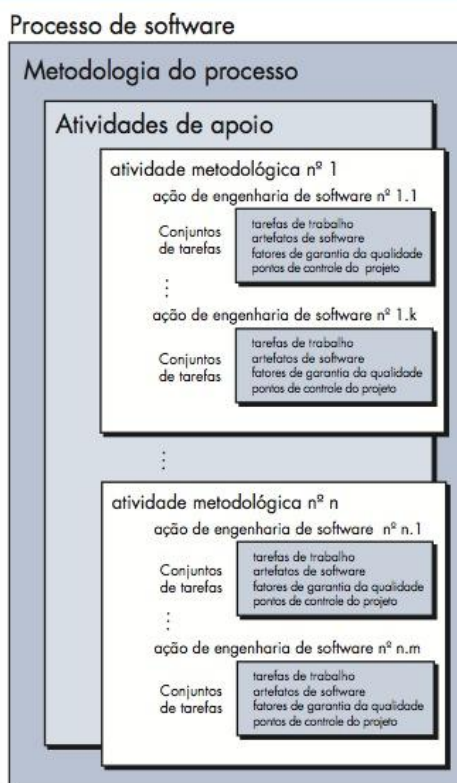 Processo de software
Metodologia do processo
Atividades de apoio
atividade metodológica nº 1
ação de engenharia de software nº 1.1
Conjuntos
de tarefas
tarefas de trabalho
artefatos de software
fatores de garantia da qualidade
pontos de controle do projeto
ação de engenharia de software nº 1.k
Conjuntos
de tarefas
tarefas de trabalho
artefatos de software
fatores de garantia da qualidade
pontos de controle do projeto
atividade metodológica nº n
ação de engenharia de software nº n.1
Conjuntos
de tarefas
tarefas de trabalho
artefatos de software
fatores de garantia da qualidade
pontos de controle do projeto
ação de engenharia de software nº n.m
Conjuntos
de tarefas
tarefas de trabalho
artefatos de software
fatores de garantia da qualidade
pontos de controle do projeto